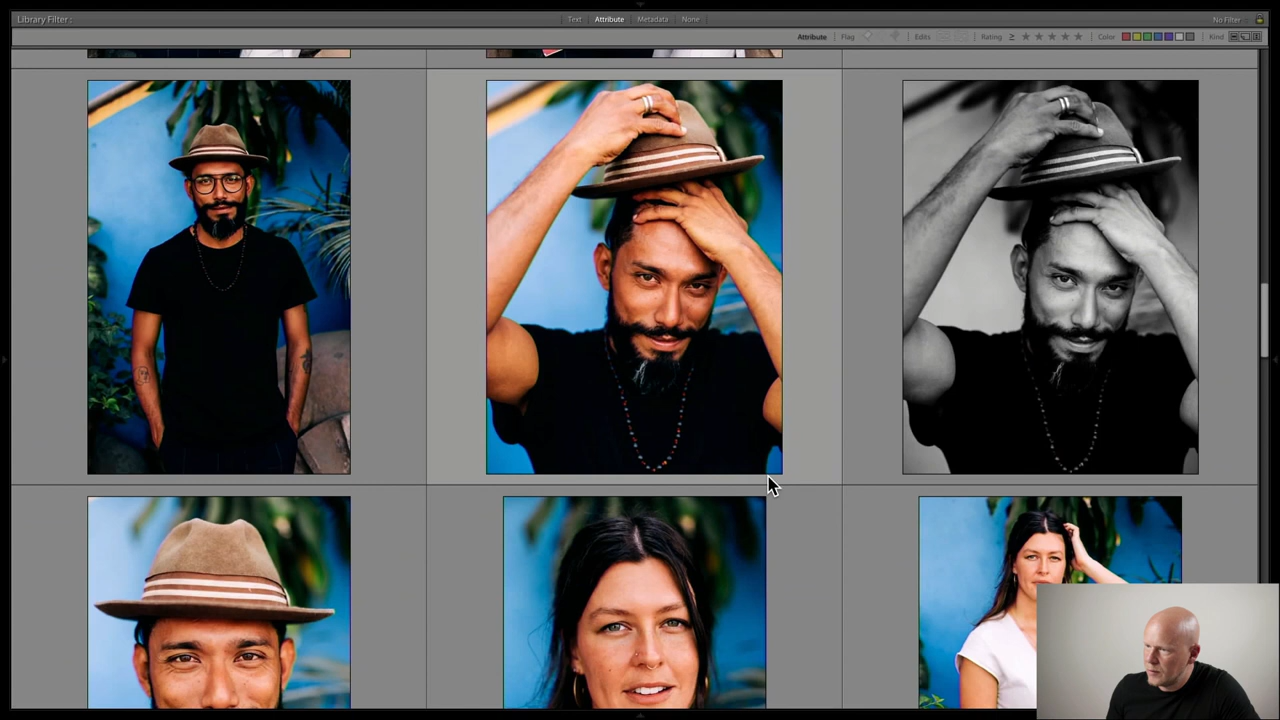 Library Filter :
Text Attribute Metadata None
No Filter
Attribute Flag Edits Rating ≥ ★ ★ ★ ★ ★ Color Kind